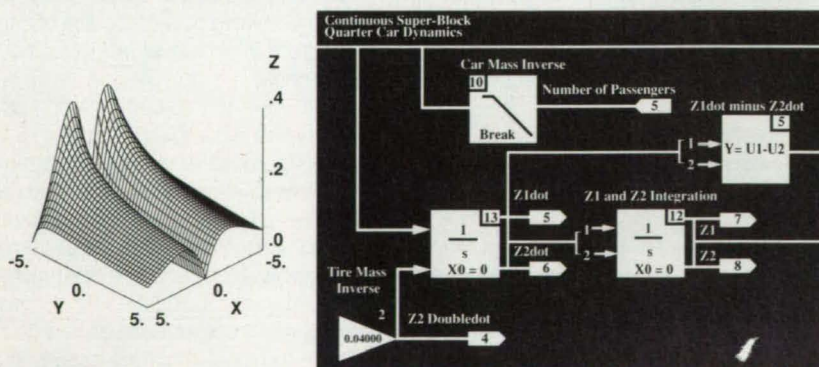 Z
.4
.2
.0
-5.
-5.
0.
0.
Y
X
5. 5.
Continuous Super-Block
Quarter Car Dynamics
Car Mass Inverse
10
Break
Number of Passengers
5
Z1dot minus Z2dot
5
1
2
Y= U1-U2
Z1dot
5
13
1
s
X0 = 0
Z2dot
6
Z1 and Z2 Integration
1
2
12
1
s
X0 = 0
7
Z1
Z2
8
Tire Mass
Inverse
2
0.04000
Z2 Doubledot
4